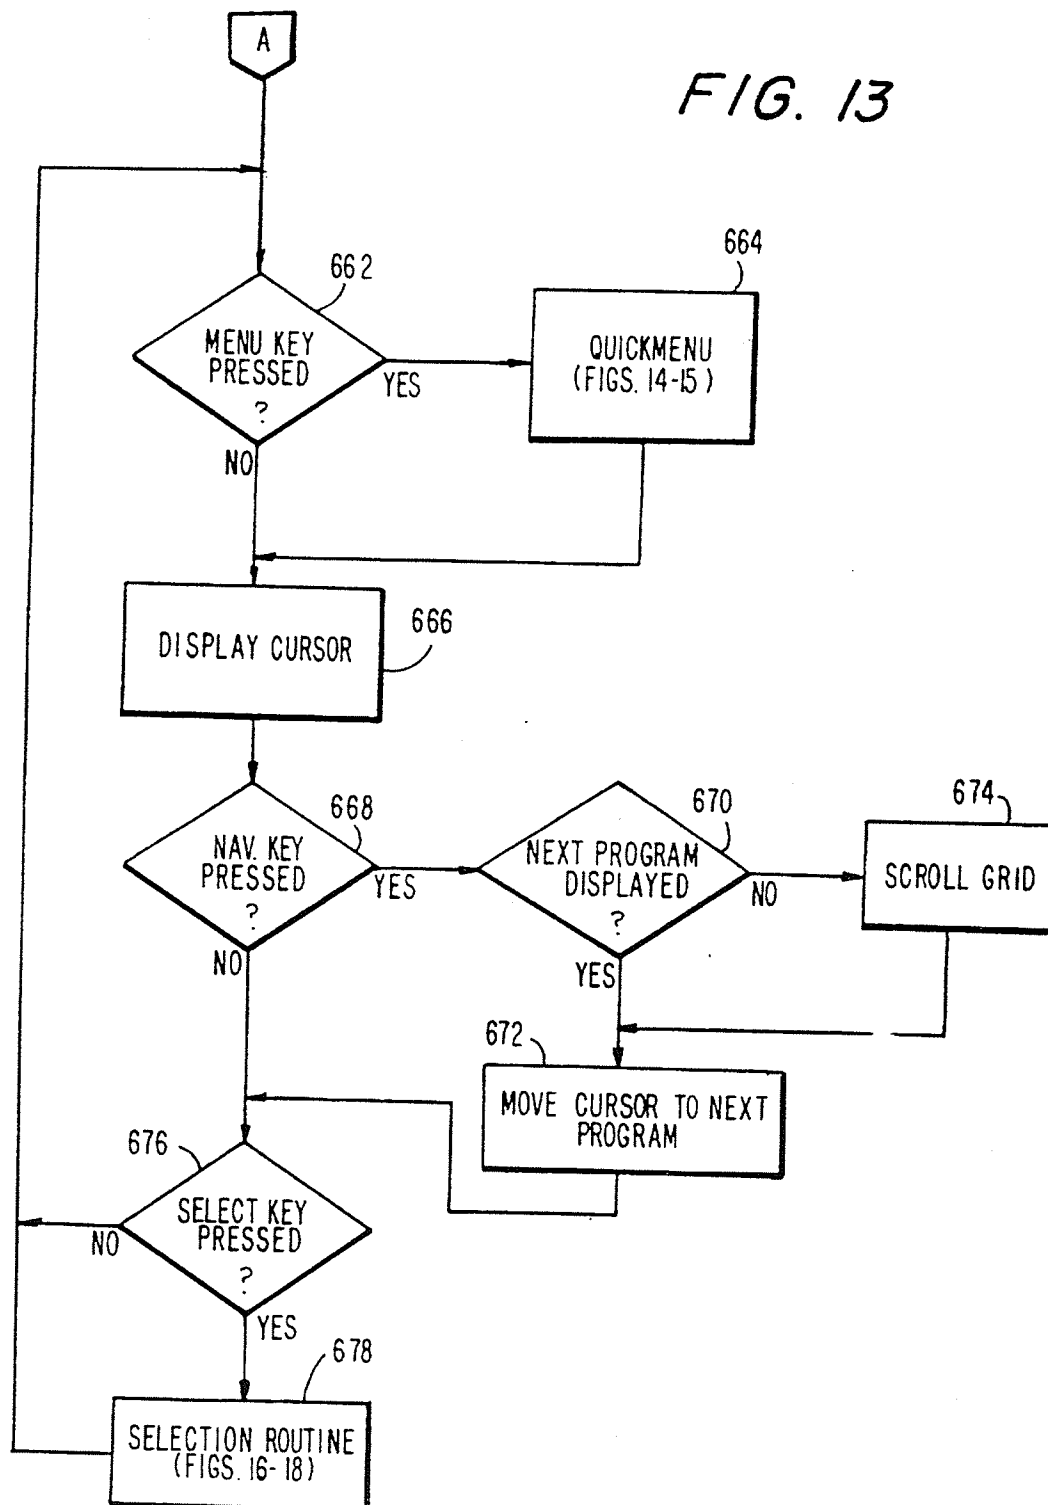 A
FIG. 13
662
MENU KEY
PRESSED
?
YES
NO
664
QUICKMENU
(FIGS. 14-15)
DISPLAY CURSOR
666
668
NAV. KEY
PRESSED
?
YES
NO
670
NEXT PROGRAM
DISPLAYED
?
NO
YES
674
SCROLL GRID
672
MOVE CURSOR TO NEXT
PROGRAM
676
SELECT KEY
PRESSED
?
NO
YES
678
SELECTION ROUTINE
(FIGS. 16-18)